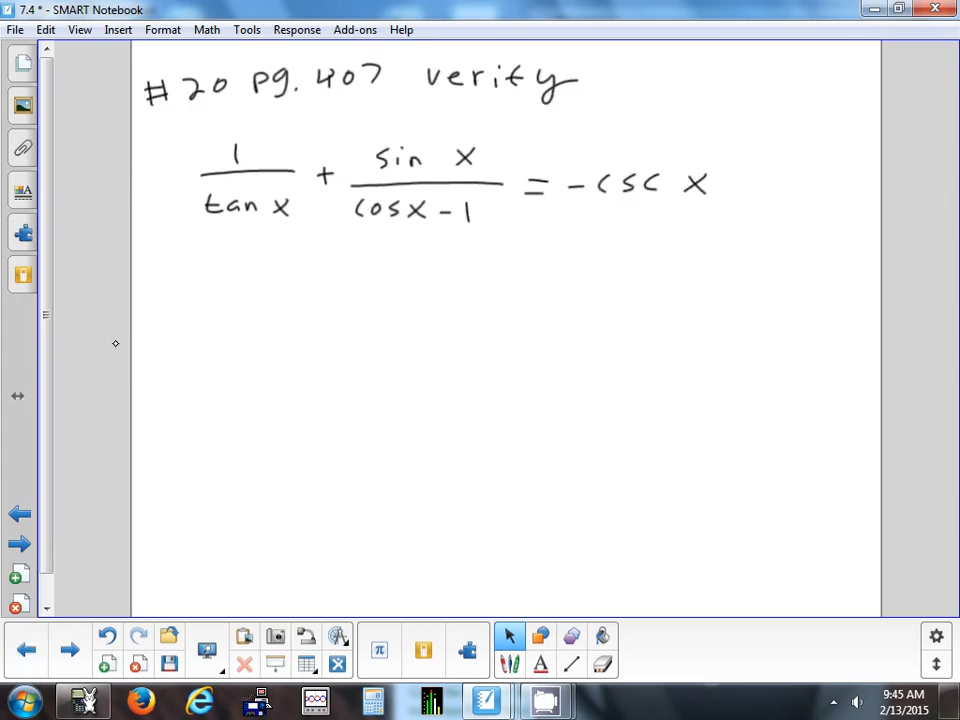 7.4 * - SMART Notebook
File Edit View Insert Format Math Tools Response Add-ons Help
# 20 pg. 407 verify
1/tan x + sin x/cos x - 1 = - csc x
9:45 AM
2/13/2015